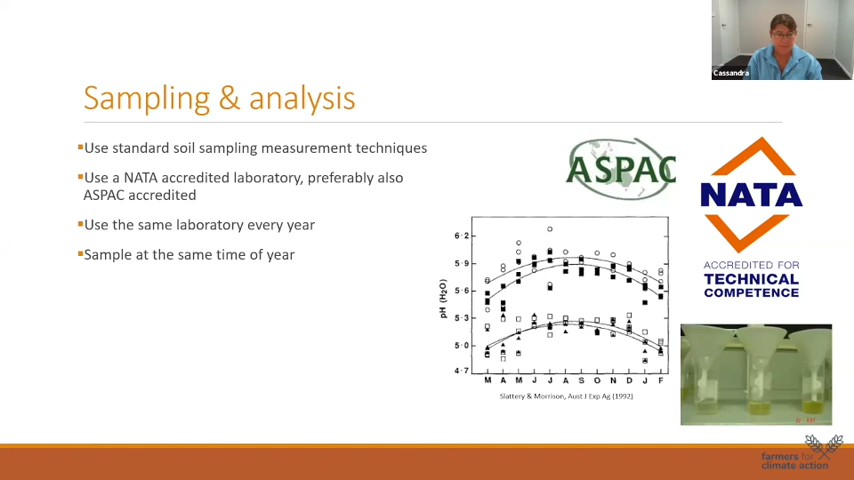 Cassandra
Sampling & analysis
Use standard soil sampling measurement techniques
Use a NATA accredited laboratory, preferably also
ASPAC accredited
Use the same laboratory every year
Sample at the same time of year
ASPAC
NATA
ACCREDITED FOR
TECHNICAL
COMPETENCE
pH (H₂O)
6·2
5·9
5·6
5·3
5·0
4·7
M A M J J A S O N D J F
Slattery & Morrison, Aust J Exp Ag (1992)
farmers for
climate action